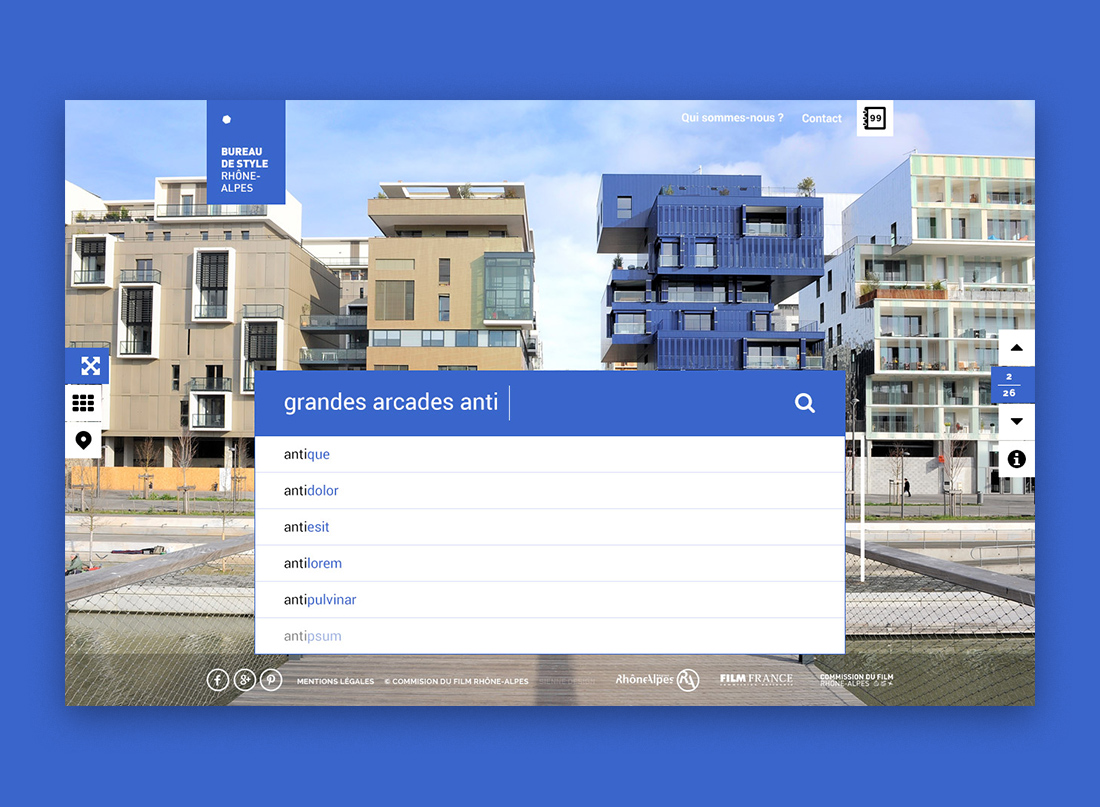 BUREAU
DE STYLE
RHÔNE-
ALPES
Qui sommes-nous ?
Contact
99
2
26
grandes arcades anti
antique
antidolor
antiesit
antilorem
antipulvinar
antipsum
MENTIONS LÉGALES
© COMMISION DU FILM RHÔNE-ALPES
RhôneAlpes RA
FILM FRANCE
COMMISSION DU FILM
RHÔNE-ALPES